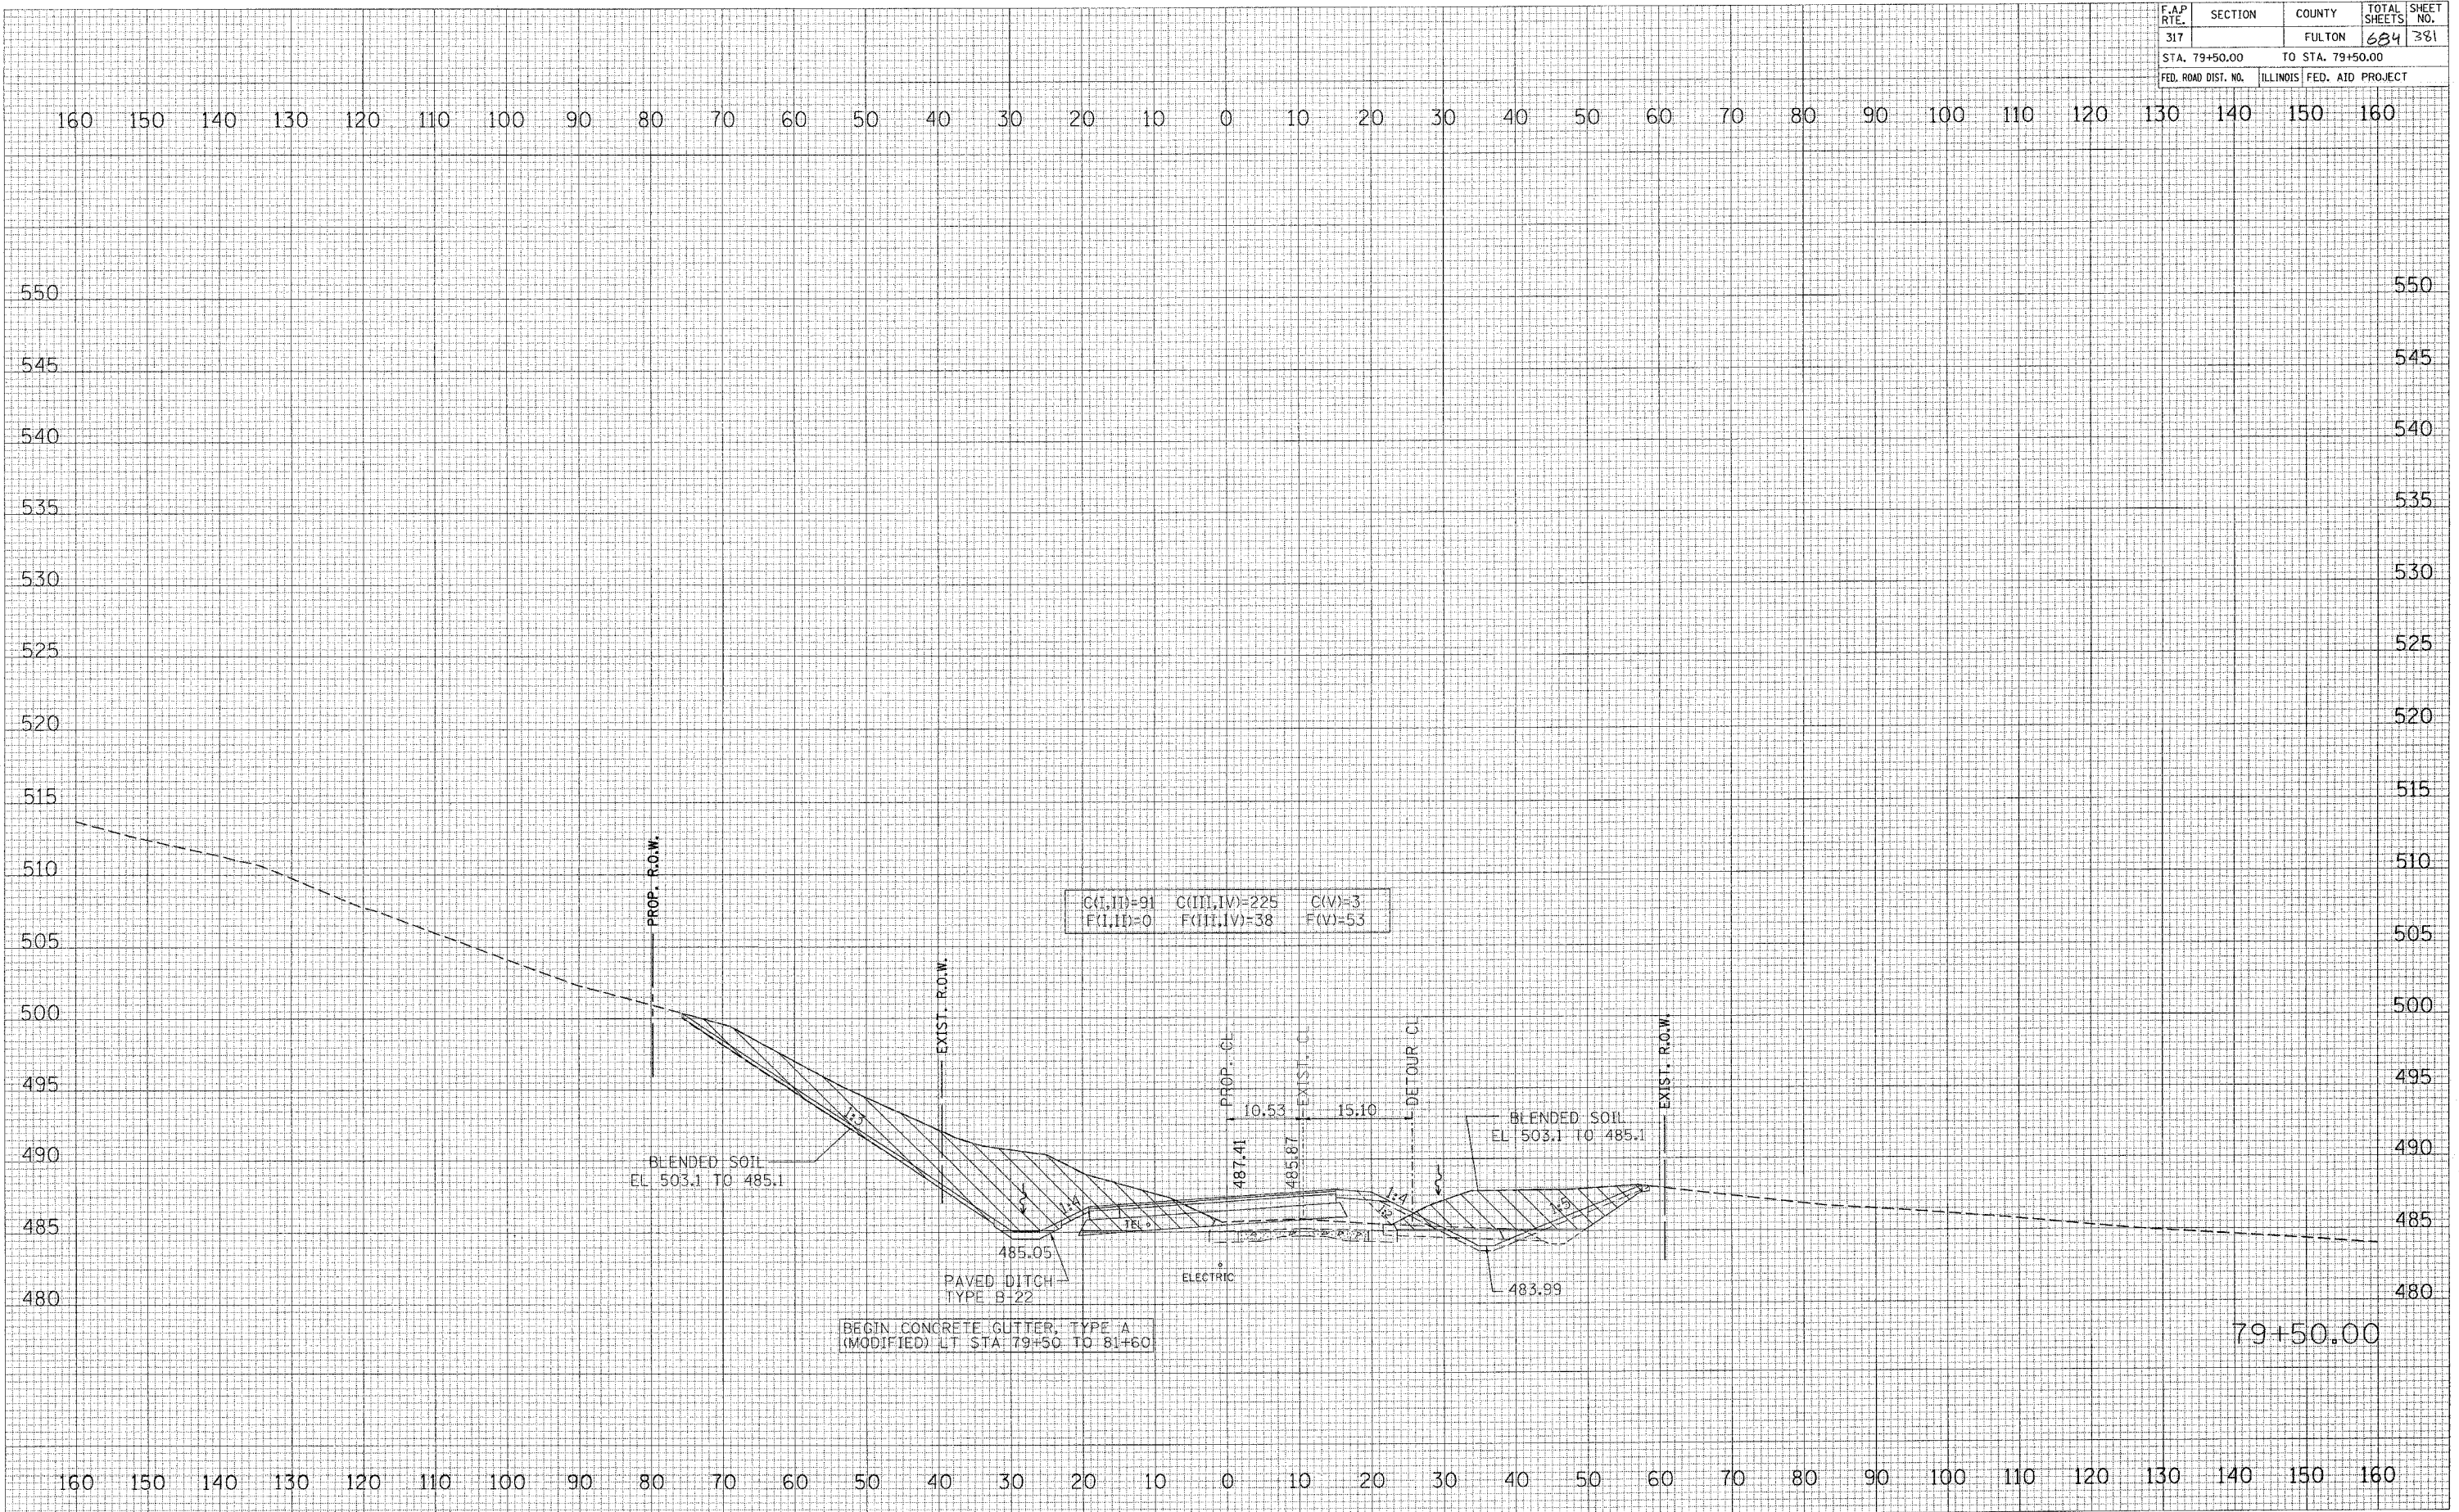 F.A.P. RTE. SECTION COUNTY TOTAL SHEETS SHEET NO.
317 FULTON 684 381
STA. 79+50.00 TO STA. 79+50.00
FED. ROAD DIST. NO. ILLINOIS FED. AID PROJECT
160 150 140 130 120 110 100 90 80 70 60 50 40 30 20 10 0 10 20 30 40 50 60 70 80 90 100 110 120 130 140 150 160
550 550
545 545
540 540
535 535
530 530
525 525
520 520
515 515
510 510
505 505
500 500
495 495
490 490
485 485
480 480
PROP. R.O.W.
C(I,II)=91 C(III,IV)=225 C(V)=3
F(I,II)=0 F(III,IV)=38 F(V)=53
EXIST. R.O.W.
PROP. CL
EXIST. CL
DETOUR CL
EXIST. R.O.W.
10.53 15.10
487.41
485.87
1:3
BLENDED SOIL
EL 503.1 TO 485.1
BLENDED SOIL
EL 503.1 TO 485.1
1:4
1:4
1:2
1:5
TEL
485.05
PAVED DITCH
TYPE B-22
ELECTRIC
483.99
BEGIN CONCRETE GUTTER, TYPE A
(MODIFIED) LT STA 79+50 TO 81+60
79+50.00
160 150 140 130 120 110 100 90 80 70 60 50 40 30 20 10 0 10 20 30 40 50 60 70 80 90 100 110 120 130 140 150 160